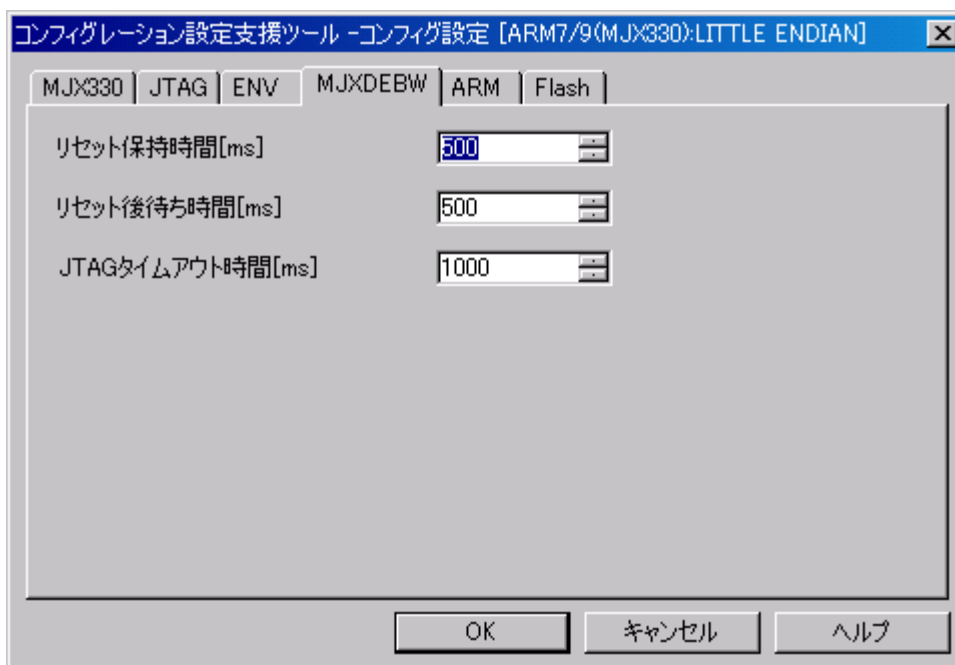 コンフィグレーション設定支援ツール -コンフィグ設定 [ARM7/9(MJX330):LITTLE ENDIAN]
MJX330 JTAG ENV MJXDEBW ARM Flash
リセット保持時間[ms] 500
リセット後待ち時間[ms] 500
JTAGタイムアウト時間[ms] 1000
OK キャンセル ヘルプ